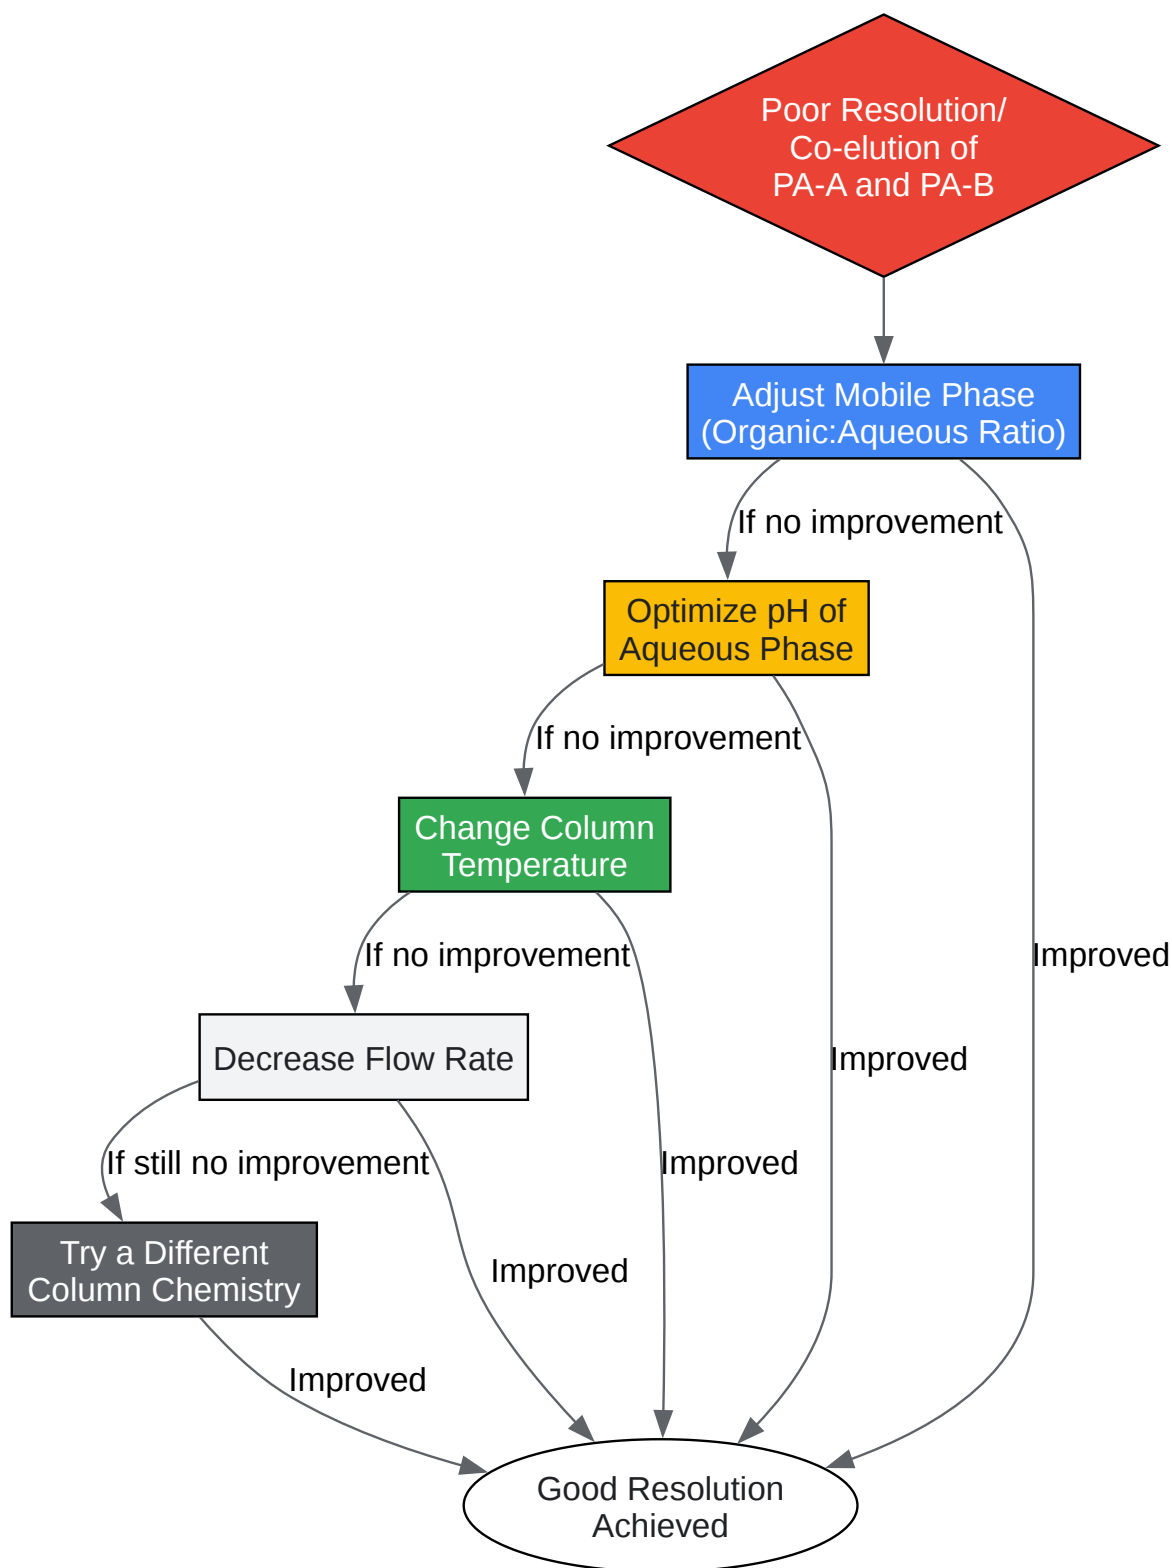 Poor Resolution/
Co-elution of
PA-A and PA-B
Adjust Mobile Phase
(Organic:Aqueous Ratio)
If no improvement
Optimize pH of
Aqueous Phase
If no improvement
Change Column
Temperature
If no improvement
Improved
Decrease Flow Rate
Improved
If still no improvement
Improved
Try a Different
Column Chemistry
Improved
Improved
Good Resolution
Achieved